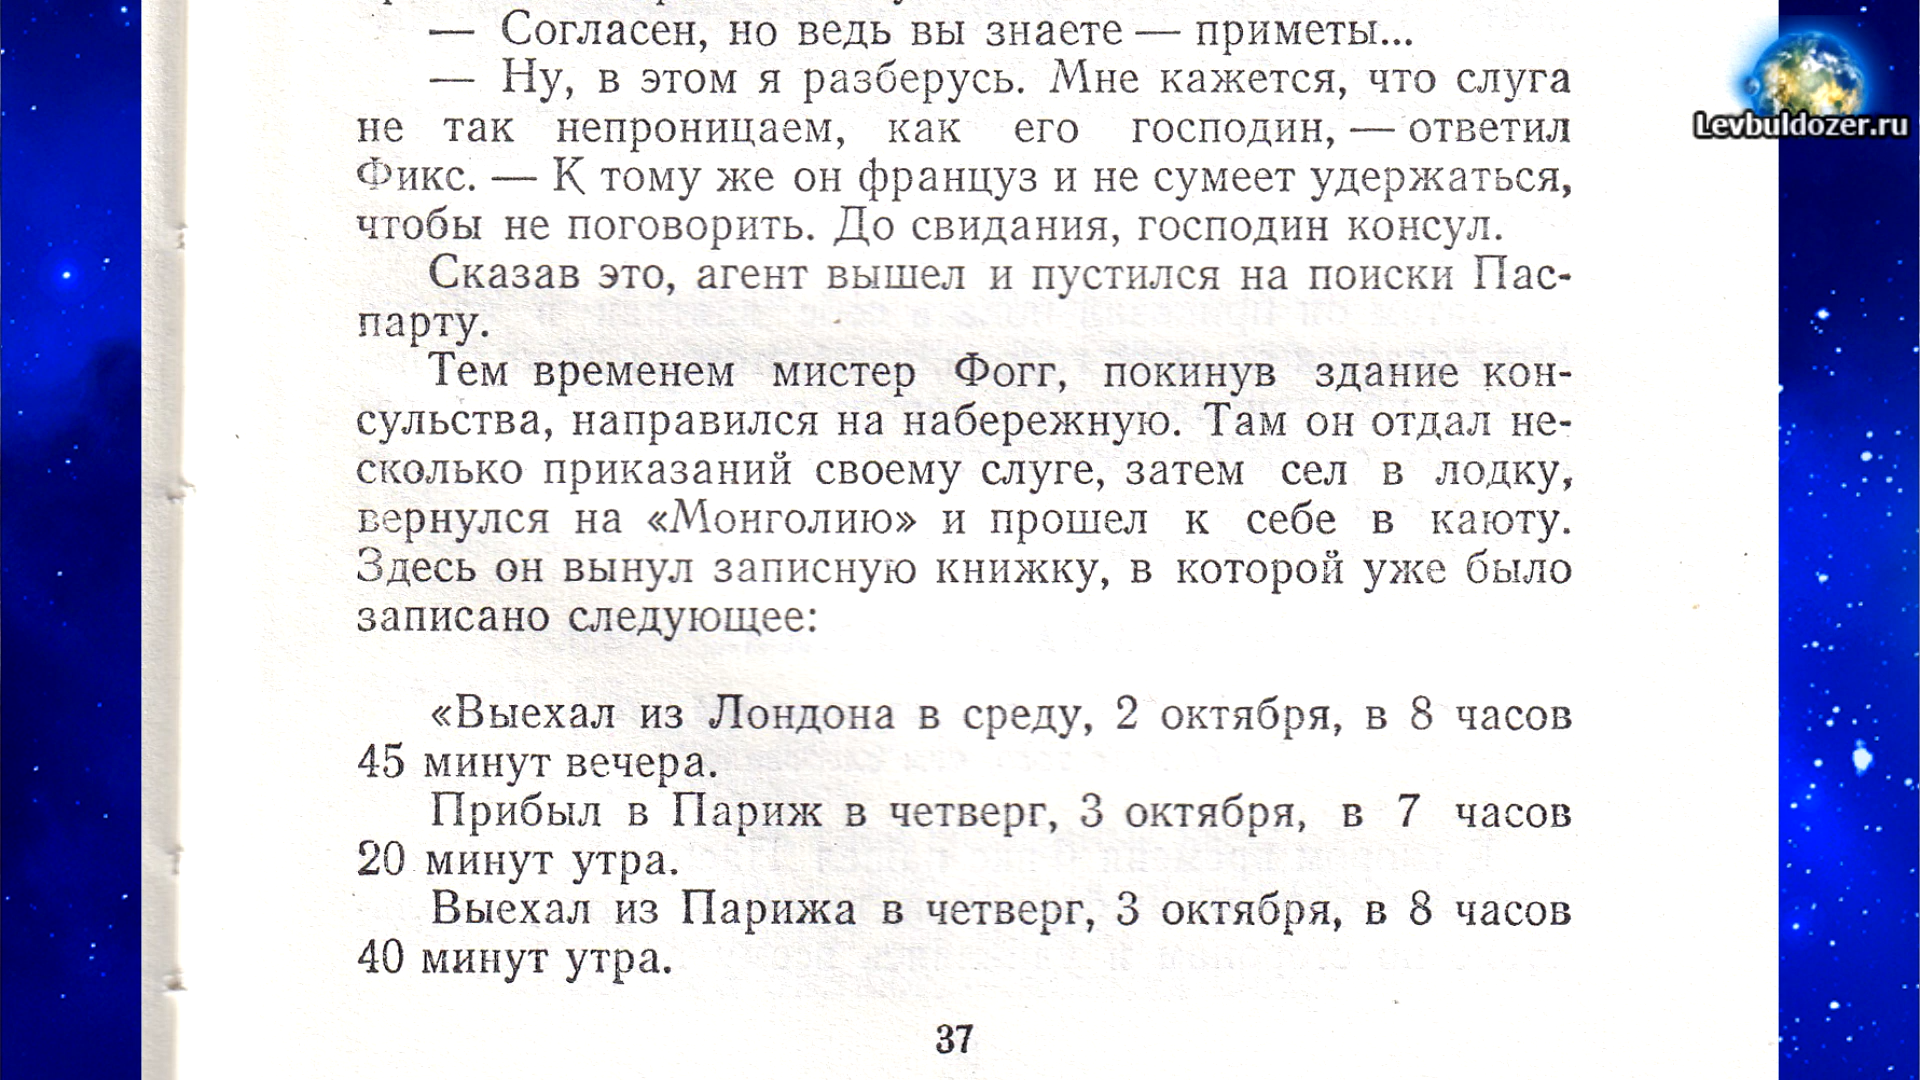 — Согласен, но ведь вы знаете — приметы...
— Ну, в этом я разберусь. Мне кажется, что слуга
не так непроницаем, как его господин, — ответил
Фикс. — К тому же он француз и не сумеет удержаться,
чтобы не поговорить. До свидания, господин консул.
Сказав это, агент вышел и пустился на поиски Пас-
парту.
Тем временем мистер Фогг, покинув здание кон-
сульства, направился на набережную. Там он отдал не-
сколько приказаний своему слуге, затем сел в лодку,
вернулся на «Монголию» и прошел к себе в каюту.
Здесь он вынул записную книжку, в которой уже было
записано следующее:
«Выехал из Лондона в среду, 2 октября, в 8 часов
45 минут вечера.
Прибыл в Париж в четверг, 3 октября, в 7 часов
20 минут утра.
Выехал из Парижа в четверг, 3 октября, в 8 часов
40 минут утра.
37
Levbuldozer.ru